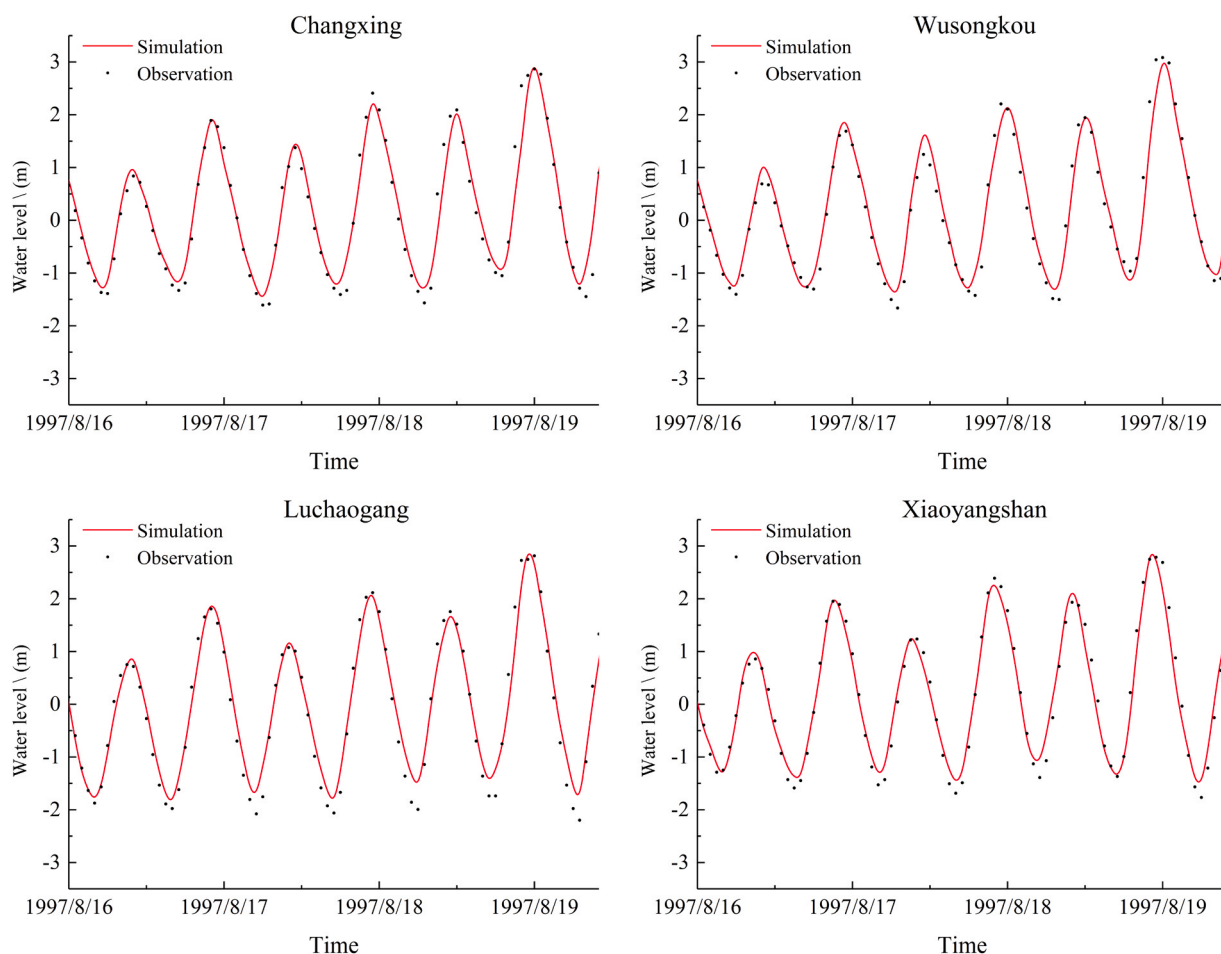 Changxing
Simulation
Observation
Water level \ (m)
3
2
1
0
-1
-2
-3
1997/8/16 1997/8/17 1997/8/18 1997/8/19
Time
Wusongkou
Simulation
Observation
Water level \ (m)
3
2
1
0
-1
-2
-3
1997/8/16 1997/8/17 1997/8/18 1997/8/19
Time
Luchaogang
Simulation
Observation
Water level \ (m)
3
2
1
0
-1
-2
-3
1997/8/16 1997/8/17 1997/8/18 1997/8/19
Time
Xiaoyangshan
Simulation
Observation
Water level \ (m)
3
2
1
0
-1
-2
-3
1997/8/16 1997/8/17 1997/8/18 1997/8/19
Time